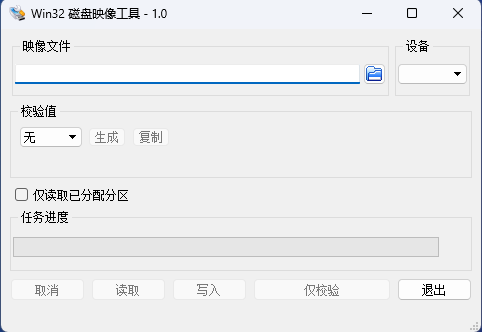 Win32 磁盘映像工具 - 1.0
映像文件
设备
校验值
无
生成
复制
仅读取已分配分区
任务进度
取消
读取
写入
仅校验
退出